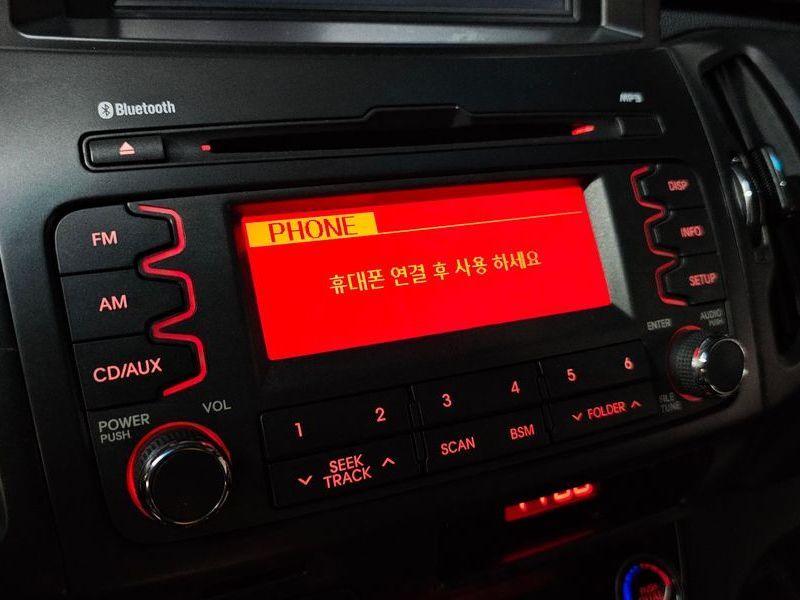 Bluetooth
MP3
FM
AM
CD/AUX
PHONE
휴대폰 연결 후 사용 하세요
DISP
INFO
SETUP
POWER
PUSH
VOL
ENTER
AUDIO
PUSH
FILE
TUNE
1
2
3
4
5
6
SEEK
TRACK
SCAN
BSM
FOLDER